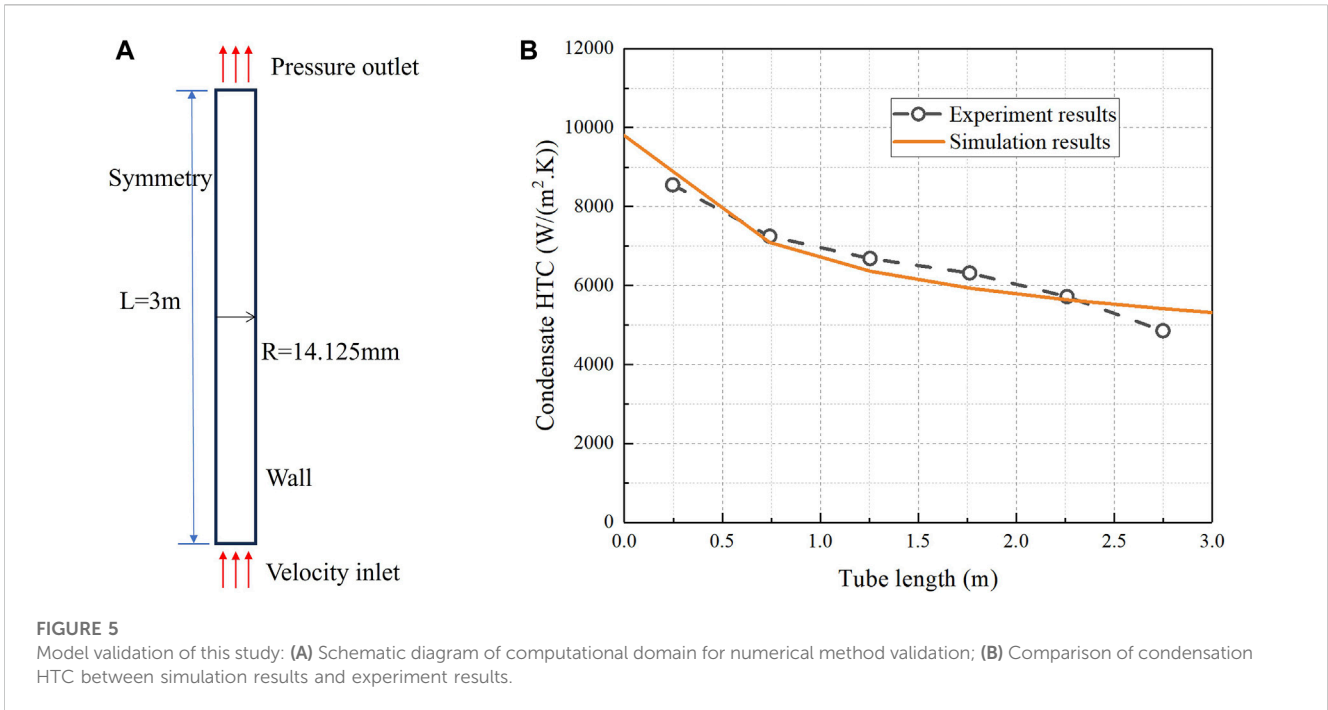 A
Pressure outlet
Symmetry
L=3m
R=14.125mm
Wall
Velocity inlet
B
Condensate HTC (W/(m².K))
12000
10000
8000
6000
4000
2000
0
Experiment results
Simulation results
0.0 0.5 1.0 1.5 2.0 2.5 3.0
Tube length (m)
FIGURE 5
Model validation of this study: (A) Schematic diagram of computational domain for numerical method validation; (B) Comparison of condensation
HTC between simulation results and experiment results.